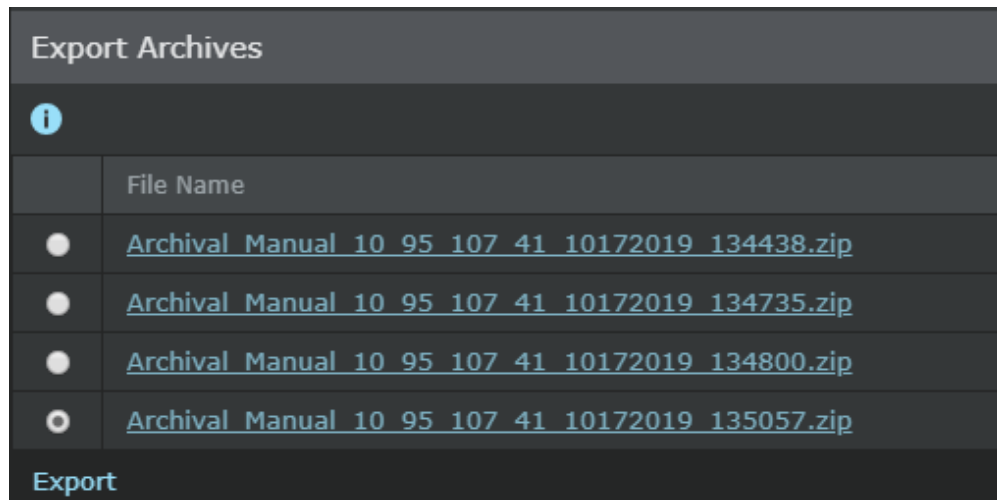 Export Archives
File Name
Archival_Manual_10_95_107_41_10172019_134438.zip
Archival_Manual_10_95_107_41_10172019_134735.zip
Archival_Manual_10_95_107_41_10172019_134800.zip
Archival_Manual_10_95_107_41_10172019_135057.zip
Export